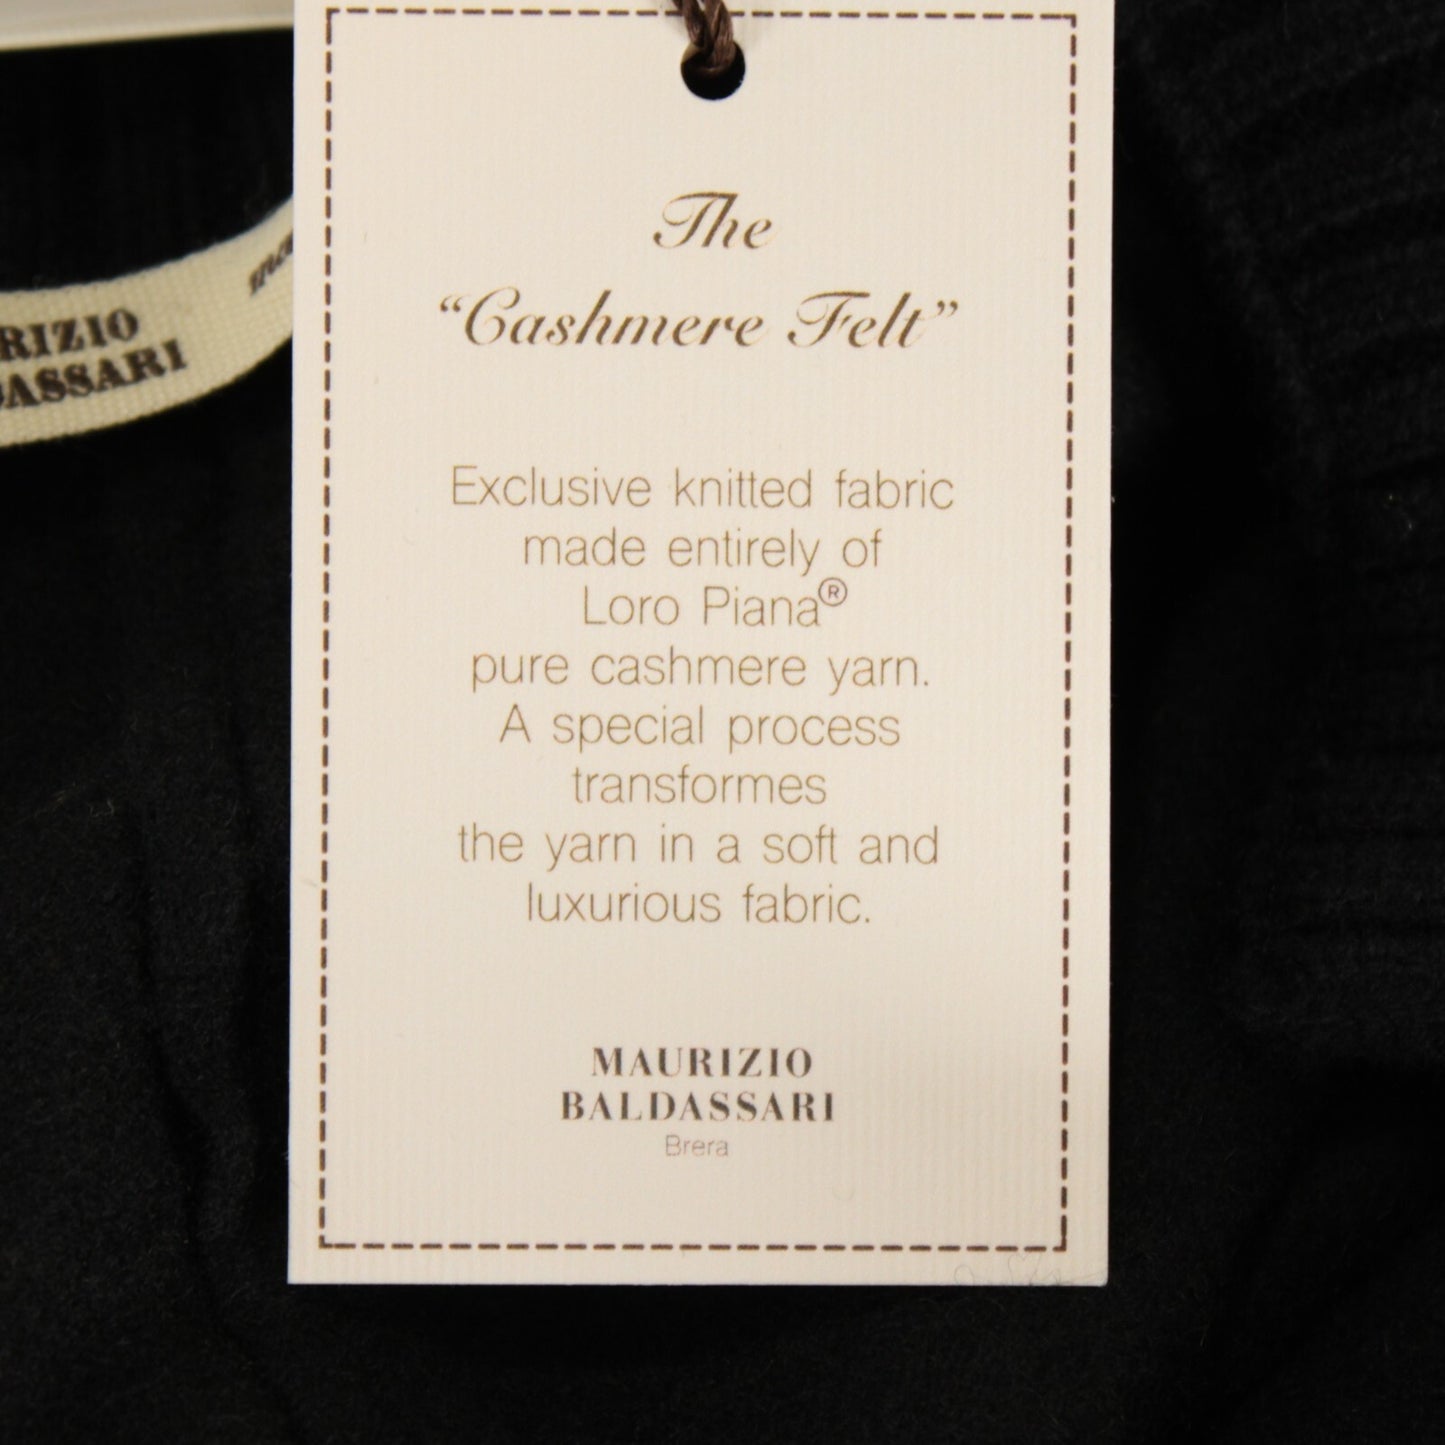 The
“Cashmere Felt”
Exclusive knitted fabric
made entirely of
Loro Piana®
pure cashmere yarn.
A special process
transformes
the yarn in a soft and
luxurious fabric.
MAURIZIO
BALDASSARI
Brera
RIZIO
DASSARI